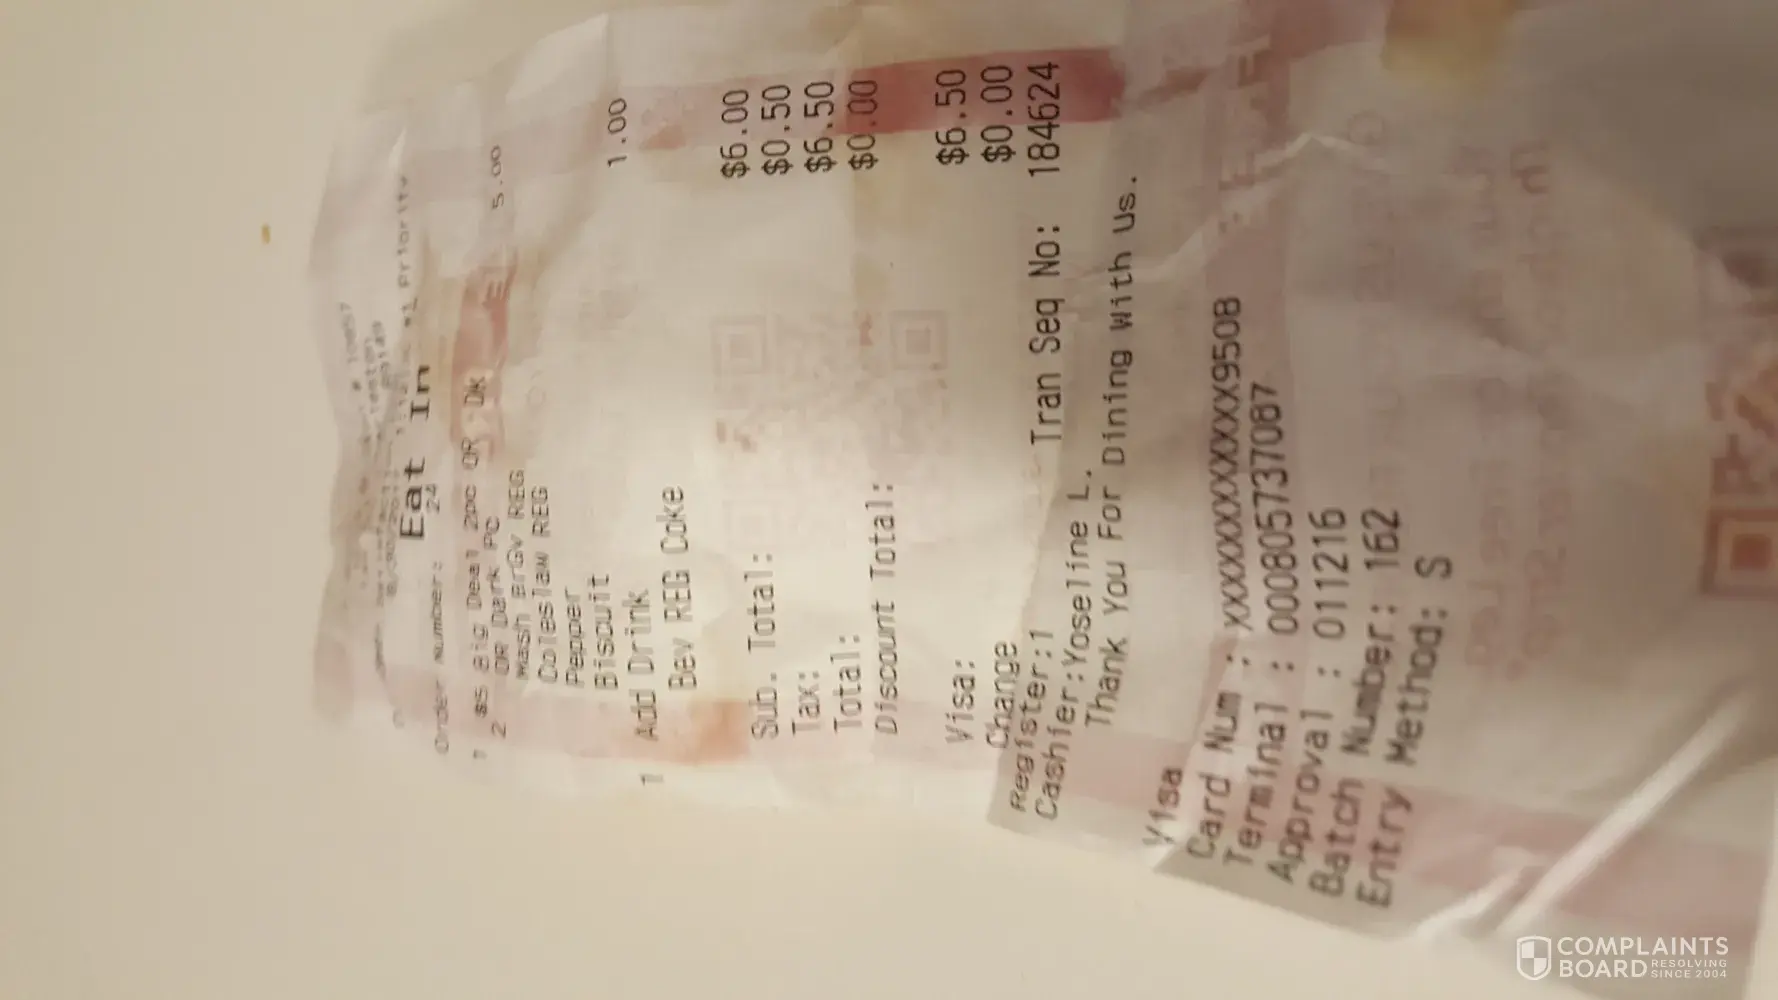 # 10857
#1 Priority
Eat In
Order Number: 24
1 $5 Big Deal 2pc OR DK 5.00
2 OR Dark PC
Mash BrGv REG
Coleslaw REG
Pepper
Biscuit
1 Add Drink 1.00
Bev REG Coke
Sub. Total: $6.00
Tax: $0.50
Total: $6.50
Discount Total: $0.00
Visa: $6.50
Change $0.00
Register:1 Tran Seq No: 184624
Cashier:Yoseline L.
Thank You For Dining With Us.
Visa
Card Num : XXXXXXXXXXXX9508
Terminal : 000805737087
Approval : 011216
Batch Number: 162
Entry Method: S
COMPLAINTS
BOARD RESOLVING
SINCE 2004